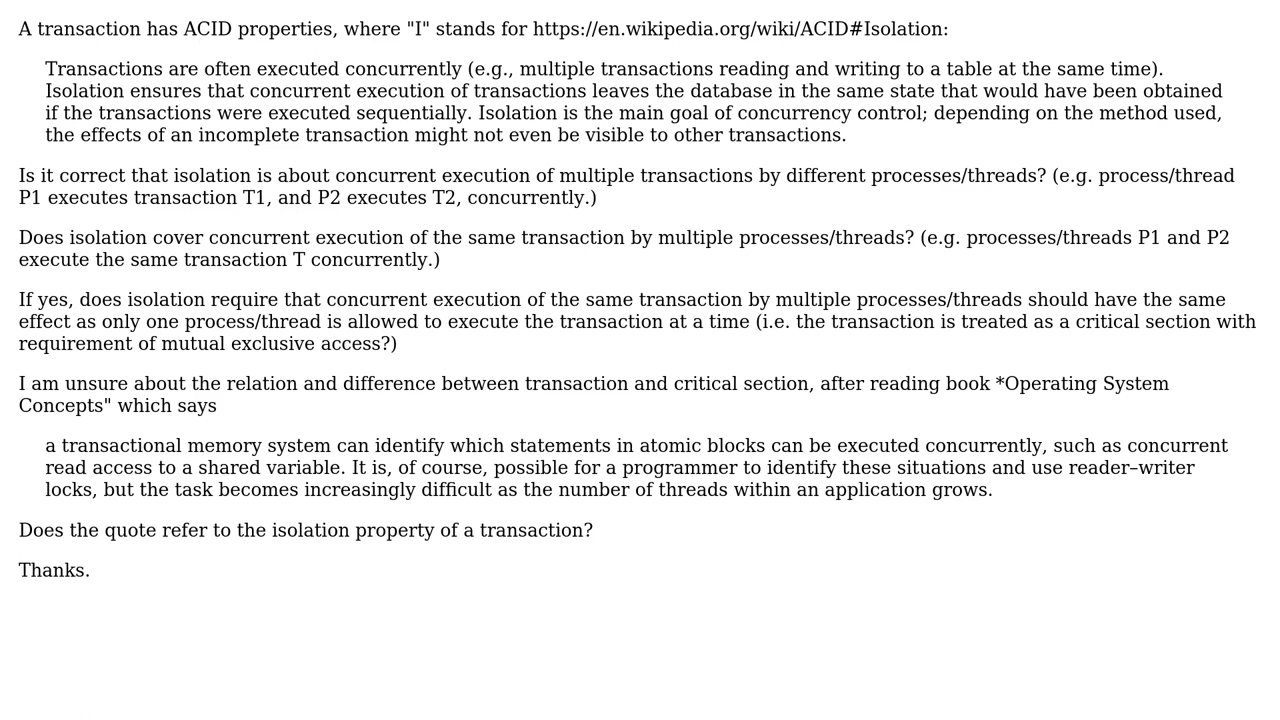 A transaction has ACID properties, where "I" stands for https://en.wikipedia.org/wiki/ACID#Isolation:
Transactions are often executed concurrently (e.g., multiple transactions reading and writing to a table at the same time).
Isolation ensures that concurrent execution of transactions leaves the database in the same state that would have been obtained
if the transactions were executed sequentially. Isolation is the main goal of concurrency control; depending on the method used,
the effects of an incomplete transaction might not even be visible to other transactions.
Is it correct that isolation is about concurrent execution of multiple transactions by different processes/threads? (e.g. process/thread
P1 executes transaction T1, and P2 executes T2, concurrently.)
Does isolation cover concurrent execution of the same transaction by multiple processes/threads? (e.g. processes/threads P1 and P2
execute the same transaction T concurrently.)
If yes, does isolation require that concurrent execution of the same transaction by multiple processes/threads should have the same
effect as only one process/thread is allowed to execute the transaction at a time (i.e. the transaction is treated as a critical section with
requirement of mutual exclusive access?)
I am unsure about the relation and difference between transaction and critical section, after reading book *Operating System
Concepts" which says
a transactional memory system can identify which statements in atomic blocks can be executed concurrently, such as concurrent
read access to a shared variable. It is, of course, possible for a programmer to identify these situations and use reader–writer
locks, but the task becomes increasingly difficult as the number of threads within an application grows.
Does the quote refer to the isolation property of a transaction?
Thanks.